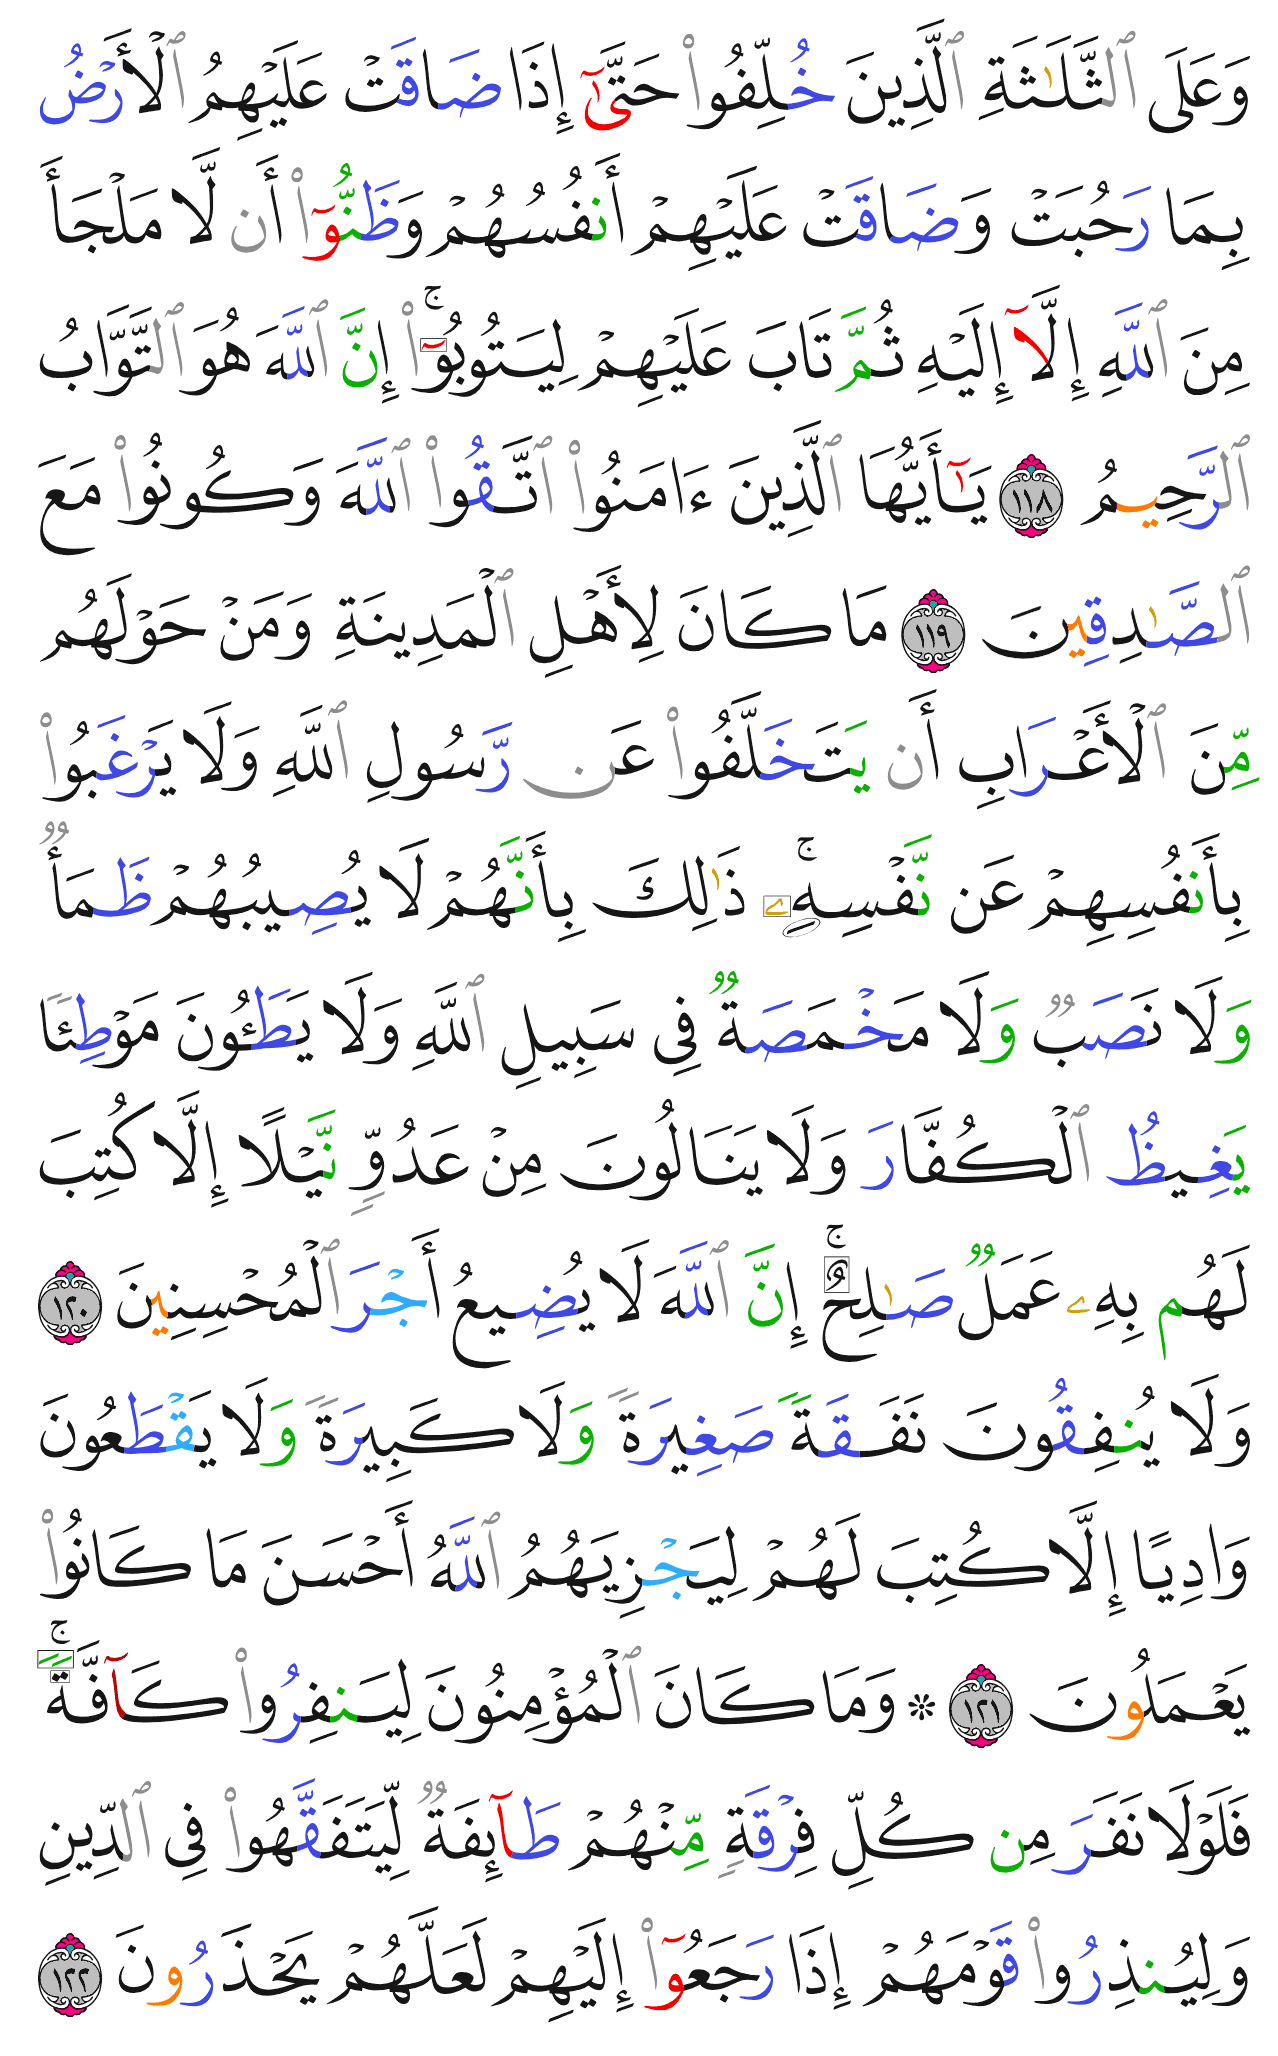 وَعَلَى ٱلثَّلَـٰثَةِ ٱلَّذِينَ خُلِّفُوا۟ حَتَّىٰٓ إِذَا ضَاقَتْ عَلَيْهِمُ ٱلْأَرْضُ
بِمَا رَحُبَتْ وَضَاقَتْ عَلَيْهِمْ أَنفُسُهُمْ وَظَنُّوٓا۟ أَن لَّا مَلْجَأَ
مِنَ ٱللَّهِ إِلَّآ إِلَيْهِ ثُمَّ تَابَ عَلَيْهِمْ لِيَتُوبُوٓا۟ ۚ إِنَّ ٱللَّهَ هُوَ ٱلتَّوَّابُ
ٱلرَّحِيمُ ١١٨ يَـٰٓأَيُّهَا ٱلَّذِينَ ءَامَنُوا۟ ٱتَّقُوا۟ ٱللَّهَ وَكُونُوا۟ مَعَ
ٱلصَّـٰدِقِينَ ١١٩ مَا كَانَ لِأَهْلِ ٱلْمَدِينَةِ وَمَنْ حَوْلَهُم
مِّنَ ٱلْأَعْرَابِ أَن يَتَخَلَّفُوا۟ عَن رَّسُولِ ٱللَّهِ وَلَا يَرْغَبُوا۟
بِأَنفُسِهِمْ عَن نَّفْسِهِۦ ۚ ذَٰلِكَ بِأَنَّهُمْ لَا يُصِيبُهُمْ ظَمَأٌ
وَلَا نَصَبٌ وَلَا مَخْمَصَةٌ فِى سَبِيلِ ٱللَّهِ وَلَا يَطَـُٔونَ مَوْطِئًا
يَغِيظُ ٱلْكُفَّارَ وَلَا يَنَالُونَ مِنْ عَدُوٍّ نَّيْلًا إِلَّا كُتِبَ
لَهُم بِهِۦ عَمَلٌ صَـٰلِحٌ ۚ إِنَّ ٱللَّهَ لَا يُضِيعُ أَجْرَ ٱلْمُحْسِنِينَ ١٢٠
وَلَا يُنفِقُونَ نَفَقَةً صَغِيرَةً وَلَا كَبِيرَةً وَلَا يَقْطَعُونَ
وَادِيًا إِلَّا كُتِبَ لَهُمْ لِيَجْزِيَهُمُ ٱللَّهُ أَحْسَنَ مَا كَانُوا۟
يَعْمَلُونَ ١٢١ ۞ وَمَا كَانَ ٱلْمُؤْمِنُونَ لِيَنفِرُوا۟ كَآفَّةً ۚ
فَلَوْلَا نَفَرَ مِن كُلِّ فِرْقَةٍ مِّنْهُمْ طَآئِفَةٌ لِّيَتَفَقَّهُوا۟ فِى ٱلدِّينِ
وَلِيُنذِرُوا۟ قَوْمَهُمْ إِذَا رَجَعُوٓا۟ إِلَيْهِمْ لَعَلَّهُمْ يَحْذَرُونَ ١٢٢